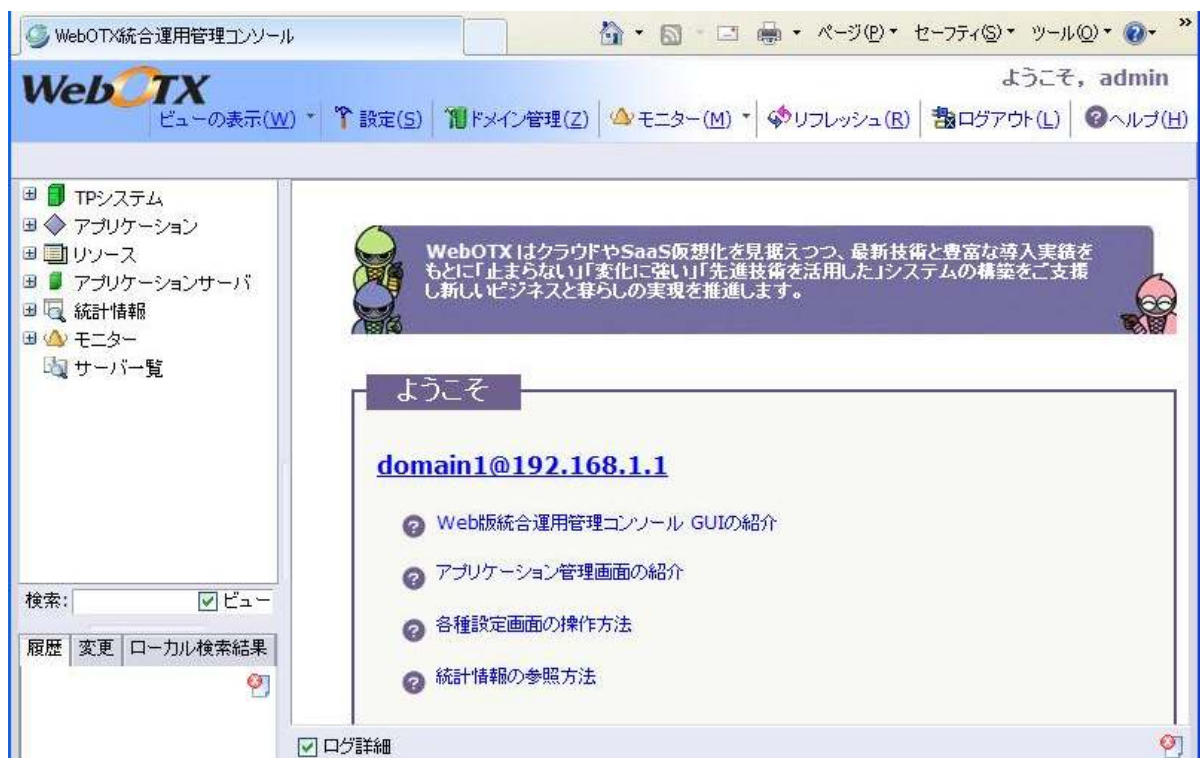 WebOTX統合運用管理コンソール
ページ(P) セーフティ(S) ツール(O) »
WebOTX
ようこそ, admin
ビューの表示(W) 設定(S) ドメイン管理(Z) モニター(M) リフレッシュ(R) ログアウト(L) ヘルプ(H)
TPシステム
アプリケーション
リソース
アプリケーションサーバ
統計情報
モニター
サーバ一覧
WebOTXはクラウドやSaaS仮想化を見据えつつ、最新技術と豊富な導入実績を
もとに「止まらない」「変化に強い」「先進技術を活用した」システムの構築をご支援
し新しいビジネスと暮らしの実現を推進します。
ようこそ
domain1@192.168.1.1
Web版統合運用管理コンソール GUIの紹介
アプリケーション管理画面の紹介
各種設定画面の操作方法
統計情報の参照方法
検索: ビュー
履歴 変更 ローカル検索結果
ログ詳細